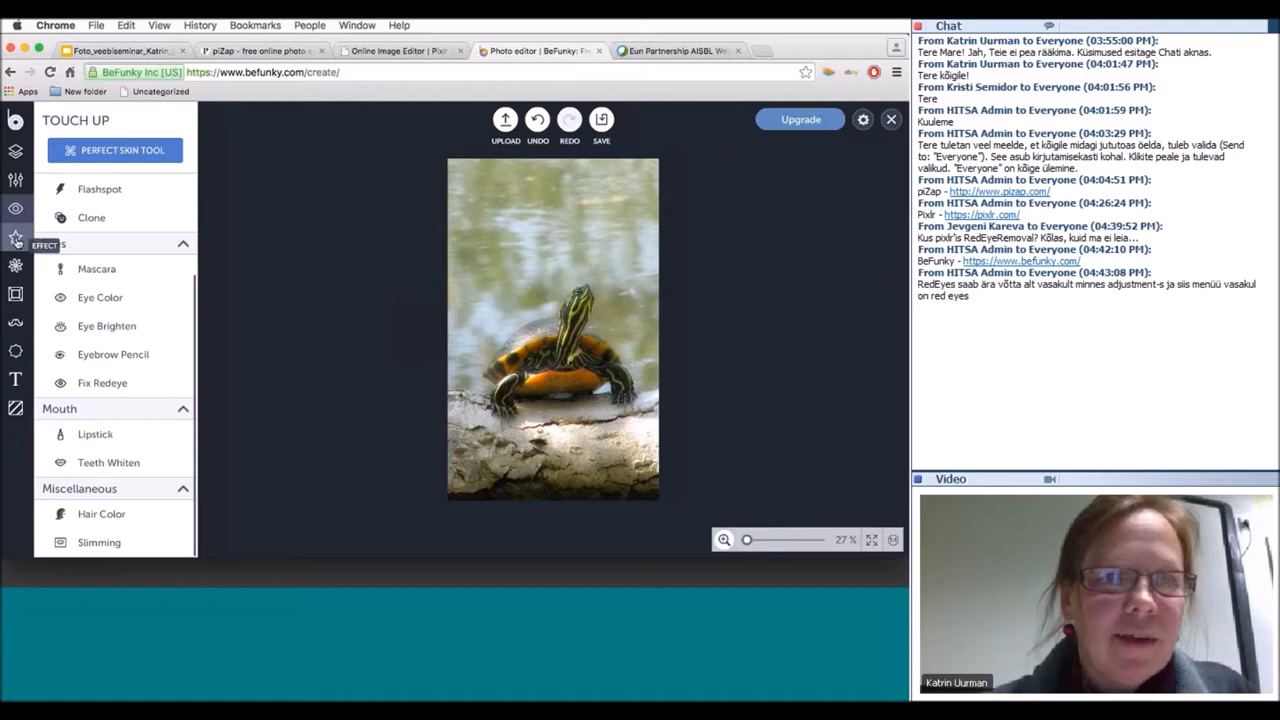 Chrome File Edit View History Bookmarks People Window Help
Foto_veebiseminar_Katrin_ piZap - free online photo e Online Image Editor | Pixlr Photo editor | BeFunky: Fr Eun Partnership AISBL We
BeFunky Inc [US] https://www.befunky.com/create/
Apps New folder Uncategorized
TOUCH UP
PERFECT SKIN TOOL
Flashspot
Clone
EFFECT
s
Mascara
Eye Color
Eye Brighten
Eyebrow Pencil
Fix Redeye
Mouth
Lipstick
Teeth Whiten
Miscellaneous
Hair Color
Slimming
UPLOAD UNDO REDO SAVE
Upgrade
27 %
Chat
From Katrin Uurman to Everyone (03:55:00 PM):
Tere Mare! Jah, Teie ei pea rääkima. Küsimused esitage Chati aknas.
From Katrin Uurman to Everyone (04:01:47 PM):
Tere kõigile!
From Kristi Semidor to Everyone (04:01:56 PM):
Tere
From HITSA Admin to Everyone (04:01:59 PM):
Kuuleme
From HITSA Admin to Everyone (04:03:29 PM):
Tere tuletan veel meelde, et kõigile midagi jututoas öelda, tuleb valida (Send
to: "Everyone"). See asub kirjutamisekasti kohal. Klikite peale ja tulevad
valikud. "Everyone" on kõige ülemine.
From HITSA Admin to Everyone (04:04:51 PM):
piZap - http://www.pizap.com/
From HITSA Admin to Everyone (04:26:24 PM):
Pixlr - https://pixlr.com/
From Jevgeni Kareva to Everyone (04:39:52 PM):
Kus pixlr'is RedEyeRemoval? Kõlas, kuid ma ei leia...
From HITSA Admin to Everyone (04:42:10 PM):
BeFunky - https://www.befunky.com/
From HITSA Admin to Everyone (04:43:08 PM):
RedEyes saab ära võtta alt vasakult minnes adjustment-s ja siis menüü vasakul
on red eyes
Video
Katrin Uurman